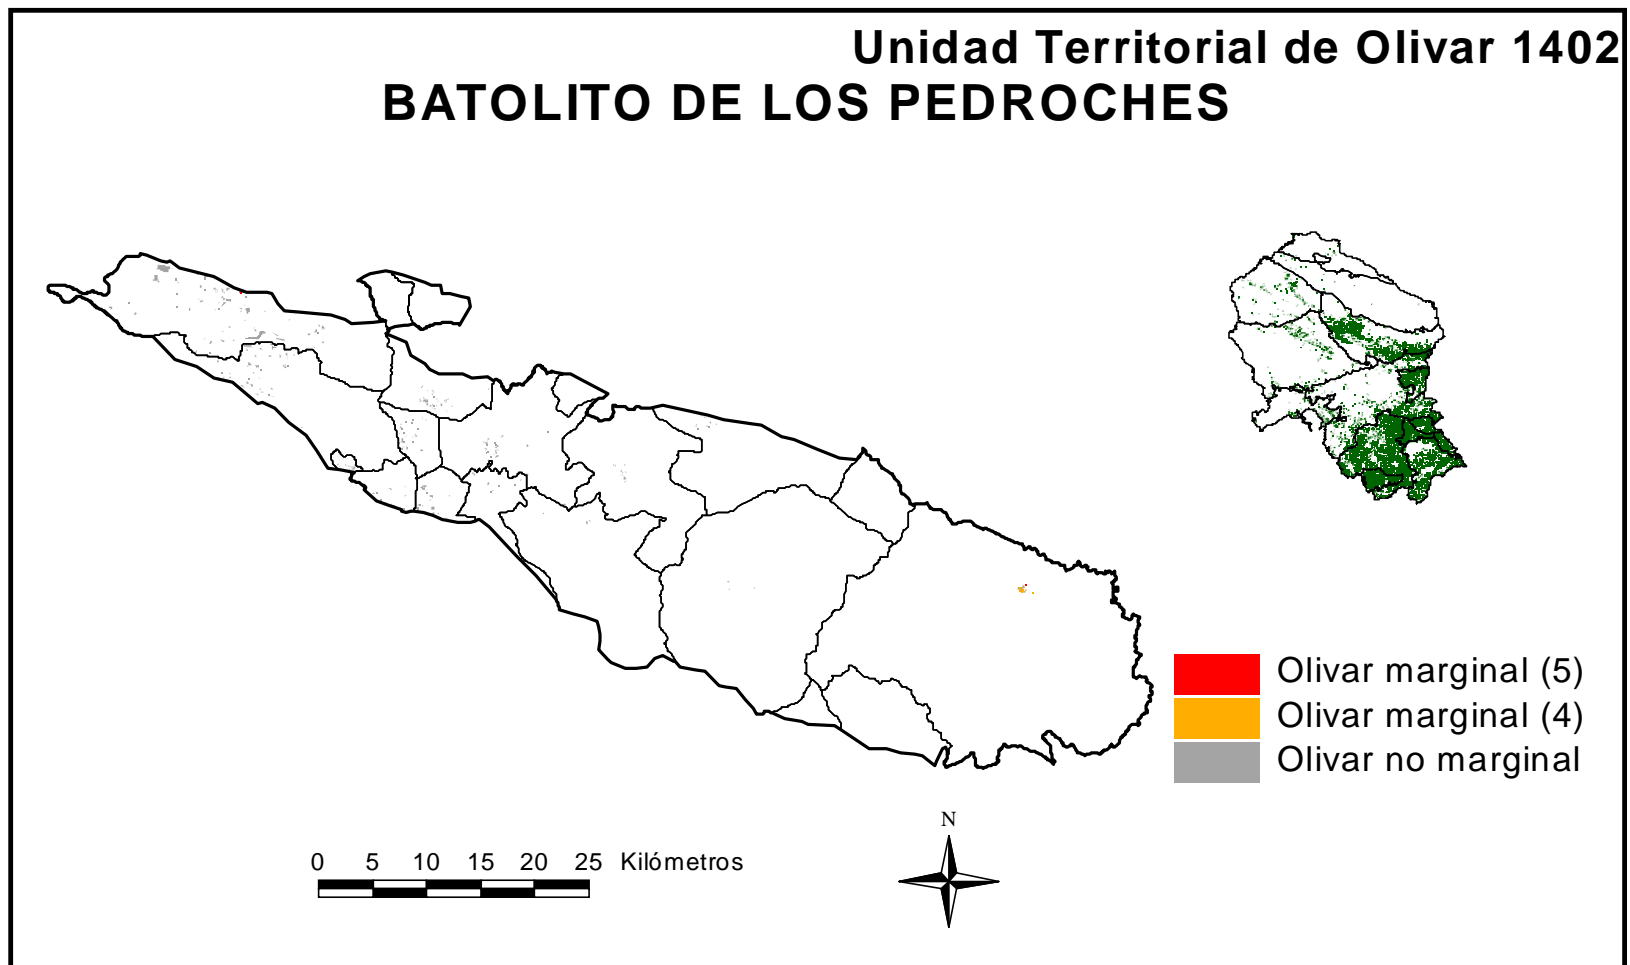 Unidad Territorial de Olivar 1402
BATOLITO DE LOS PEDROCHES
Olivar marginal (5)
Olivar marginal (4)
Olivar no marginal
N
0 5 10 15 20 25 Kilómetros